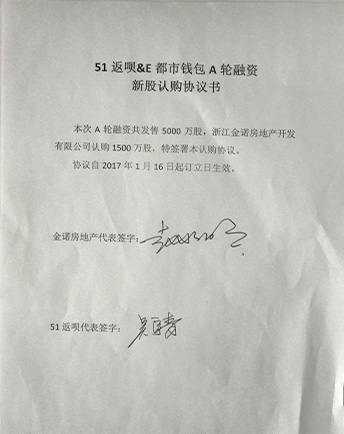 51 返呗&E 都市钱包 A 轮融资
新股认购协议书
本次 A 轮融资共发售 5000 万股，浙江金诺房地产开发
有限公司认购 1500 万股，特签署本认购协议。
协议自 2017 年 1 月 16 日起订立日生效。
金诺房地产代表签字：
51 返呗代表签字：